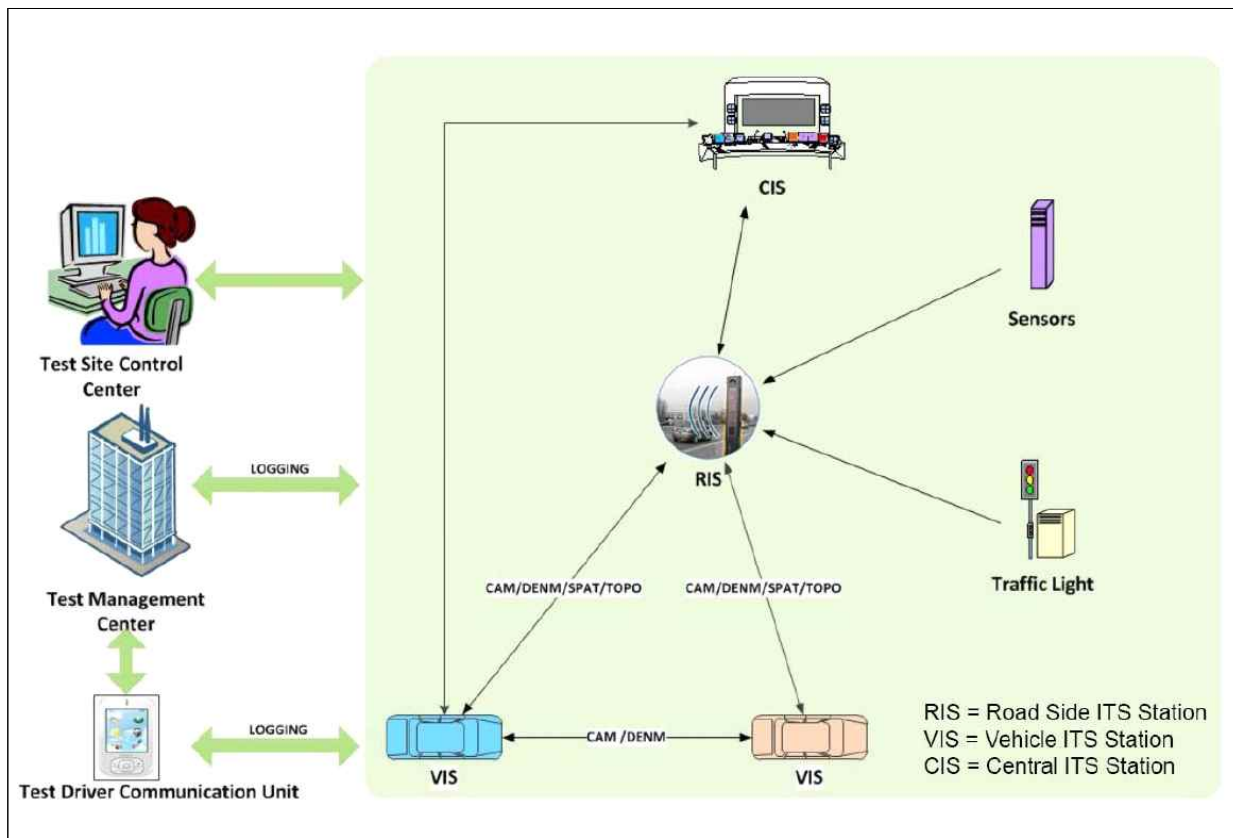 CIS
Sensors
Test Site Control
Center
RIS
LOGGING
Traffic Light
CAM/DENM/SPAT/TOPO
CAM/DENM/SPAT/TOPO
Test Management
Center
LOGGING
CAM /DENM
VIS
VIS
RIS = Road Side ITS Station
VIS = Vehicle ITS Station
CIS = Central ITS Station
Test Driver Communication Unit